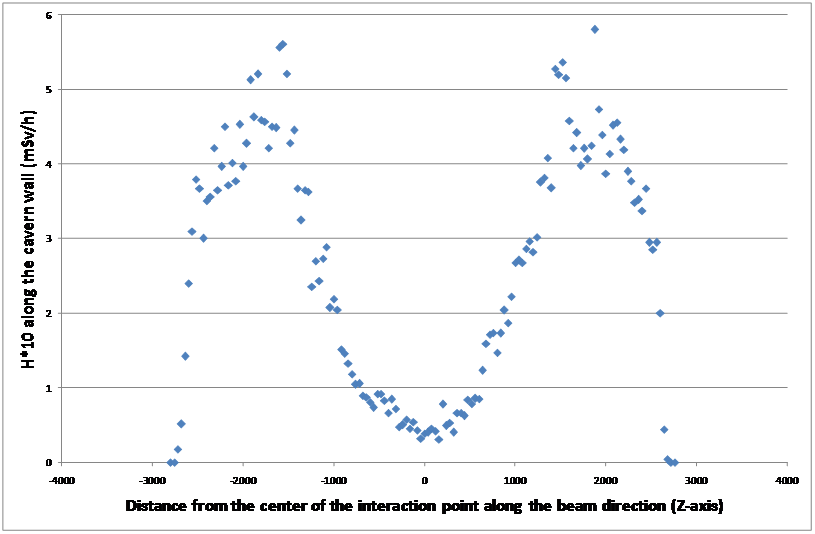 6
5
4
3
2
1
0
H*10 along the cavern wall (mSv/h)
-4000 -3000 -2000 -1000 0 1000 2000 3000 4000
Distance from the center of the interaction point along the beam direction (Z-axis)